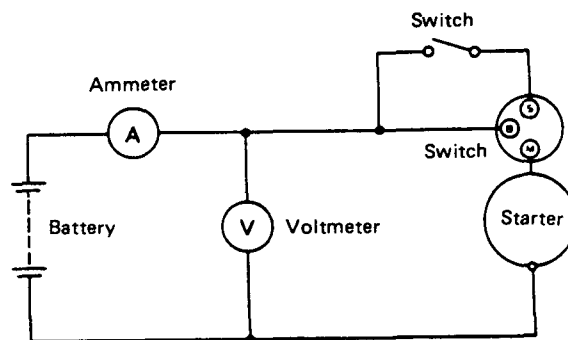 Switch
Ammeter
A
S
B
M
Switch
Battery
V
Voltmeter
Starter